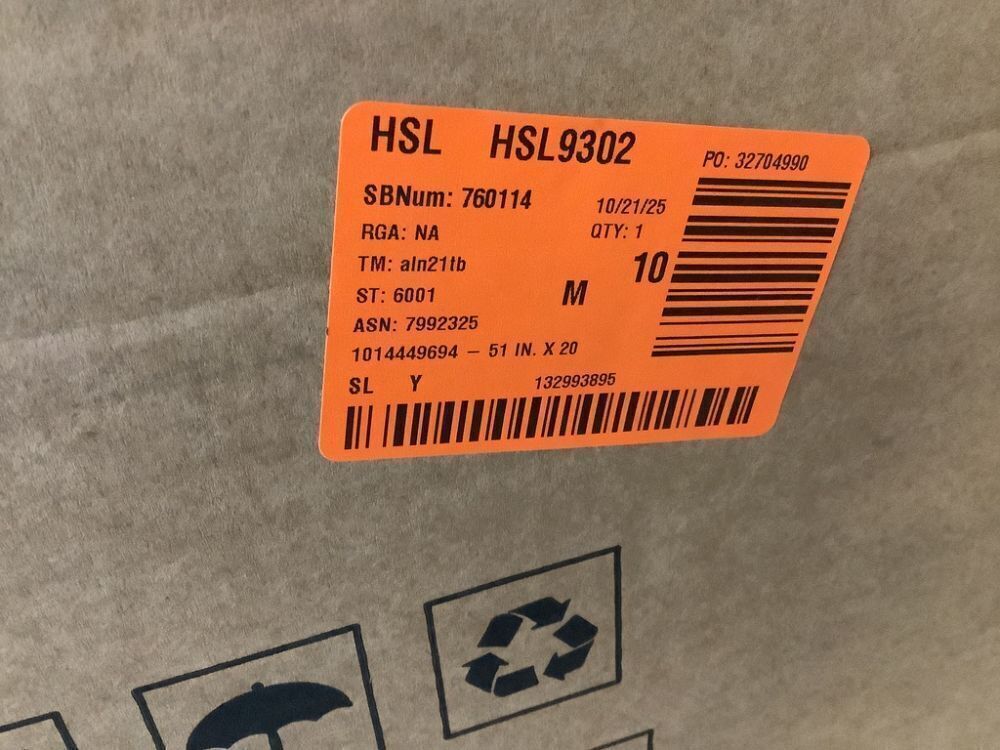 HSL HSL9302
PO: 32704990
SBNum: 760114
10/21/25
RGA: NA
QTY: 1
TM: aln21tb
10
ST: 6001
M
ASN: 7992325
1014449694 – 51 IN. X 20
SL Y
132993895